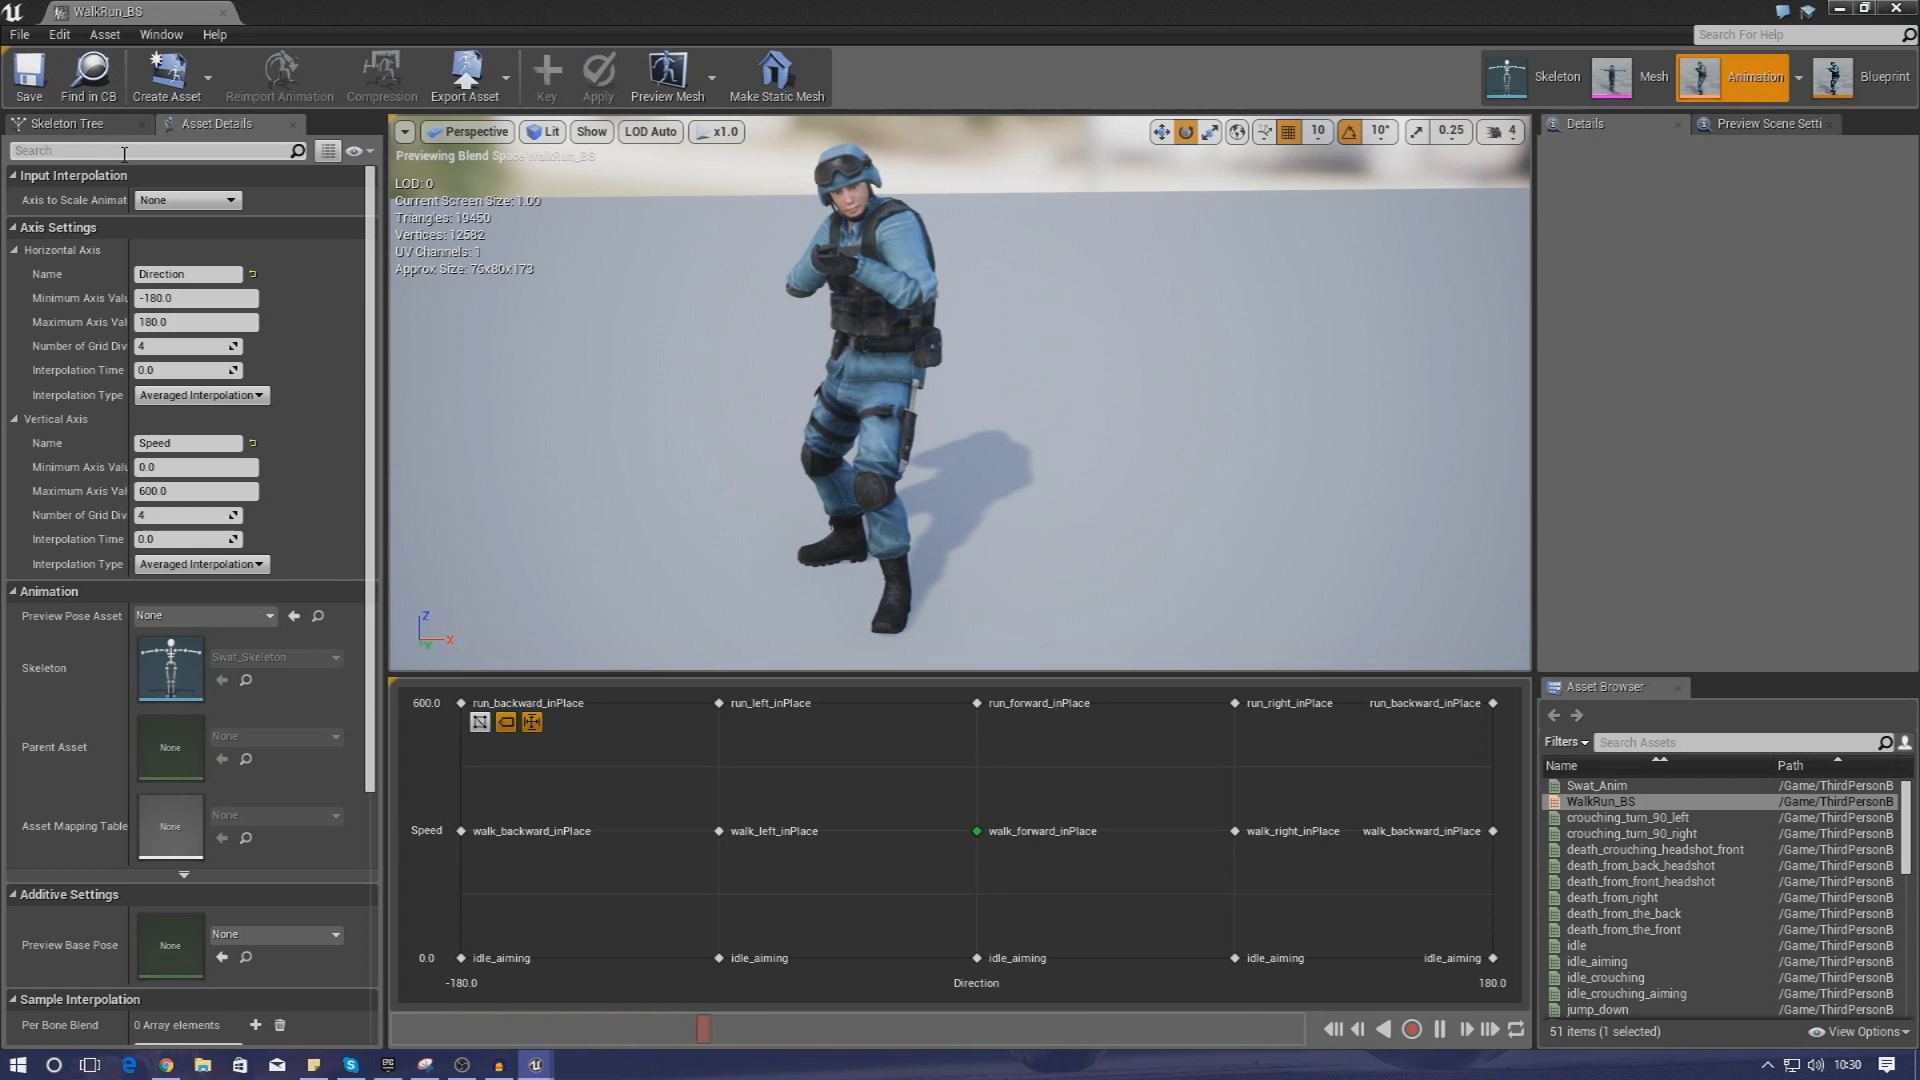 WalkRun_BS
File Edit Asset Window Help
Search For Help
Save Find in CB Create Asset Reimport Animation Compression Export Asset Key Apply Preview Mesh Make Static Mesh
Skeleton Mesh Animation Blueprint
Skeleton Tree Asset Details
Search
Input Interpolation
Axis to Scale Animat None
Axis Settings
Horizontal Axis
Name Direction
Minimum Axis Valu -180.0
Maximum Axis Val 180.0
Number of Grid Div 4
Interpolation Time 0.0
Interpolation Type Averaged Interpolation
Vertical Axis
Name Speed
Minimum Axis Valu 0.0
Maximum Axis Val 600.0
Number of Grid Div 4
Interpolation Time 0.0
Interpolation Type Averaged Interpolation
Animation
Preview Pose Asset None
Skeleton Swat_Skeleton
Parent Asset None None
Asset Mapping Table None None
Additive Settings
Preview Base Pose None None
Sample Interpolation
Per Bone Blend 0 Array elements
Perspective Lit Show LOD Auto x1.0
10 10° 0.25 4
Previewing Blend Space WalkRun_BS
LOD: 0
Current Screen Size: 1.00
Triangles: 19450
Vertices: 12582
UV Channels: 1
Approx Size: 75x80x173
Z
X
Y
600.0 run_backward_inPlace run_left_inPlace run_forward_inPlace run_right_inPlace run_backward_inPlace
Speed walk_backward_inPlace walk_left_inPlace walk_forward_inPlace walk_right_inPlace walk_backward_inPlace
0.0 idle_aiming idle_aiming idle_aiming idle_aiming idle_aiming
-180.0 Direction 180.0
Details Preview Scene Setti
Asset Browser
Filters Search Assets
Name Path
Swat_Anim /Game/ThirdPersonB
WalkRun_BS /Game/ThirdPersonB
crouching_turn_90_left /Game/ThirdPersonB
crouching_turn_90_right /Game/ThirdPersonB
death_crouching_headshot_front /Game/ThirdPersonB
death_from_back_headshot /Game/ThirdPersonB
death_from_front_headshot /Game/ThirdPersonB
death_from_right /Game/ThirdPersonB
death_from_the_back /Game/ThirdPersonB
death_from_the_front /Game/ThirdPersonB
idle /Game/ThirdPersonB
idle_aiming /Game/ThirdPersonB
idle_crouching /Game/ThirdPersonB
idle_crouching_aiming /Game/ThirdPersonB
jump_down /Game/ThirdPersonB
51 items (1 selected) View Options
10:30